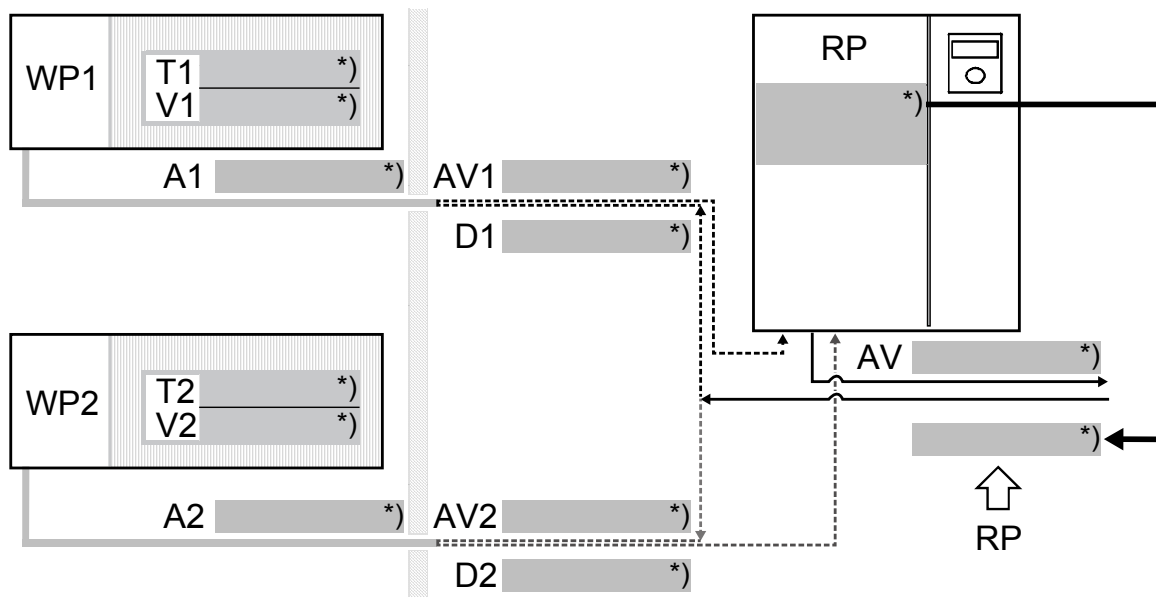 WP1
T1 *)
V1 *)
RP
*)
A1 *)
AV1 *)
D1 *)
WP2
T2 *)
V2 *)
AV *)
*)
RP
A2 *)
AV2 *)
D2 *)